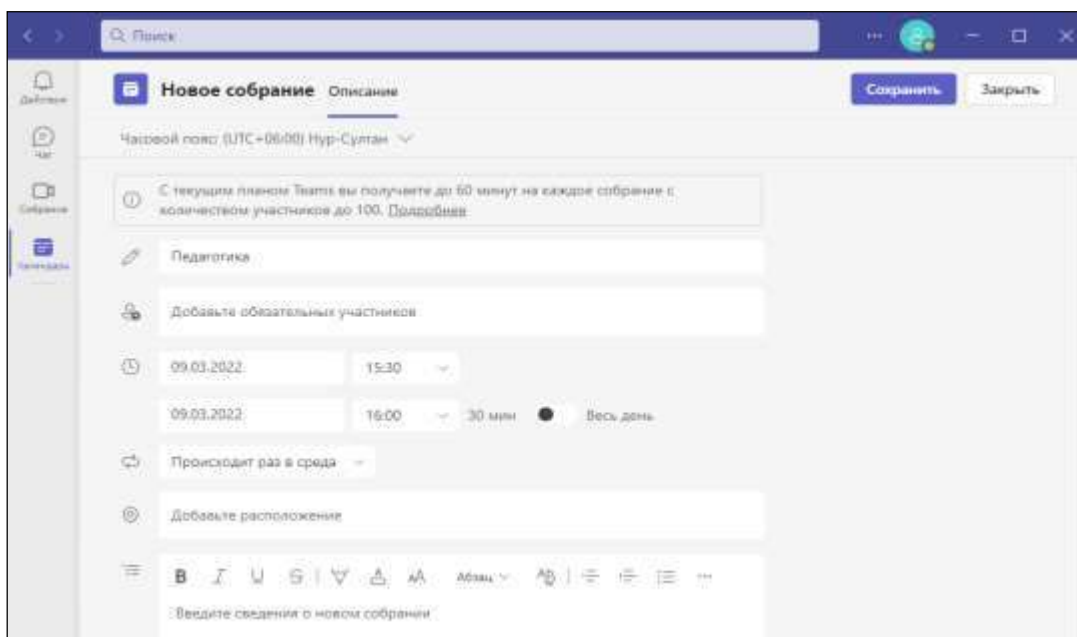 Поиск
Новое собрание Описание
Сохранить Закрыть
Действия
Чат
Собрания
Календарь
Часовой пояс: (UTC+06:00) Нур-Султан
С текущим планом Teams вы получаете до 60 минут на каждое собрание с
количеством участников до 100. Подробнее
Педагогика
Добавьте обязательных участников
09.03.2022 15:30
09.03.2022 16:00 30 мин Весь день
Происходит раз в среда
Добавьте расположение
Абзац
Введите сведения о новом собрании